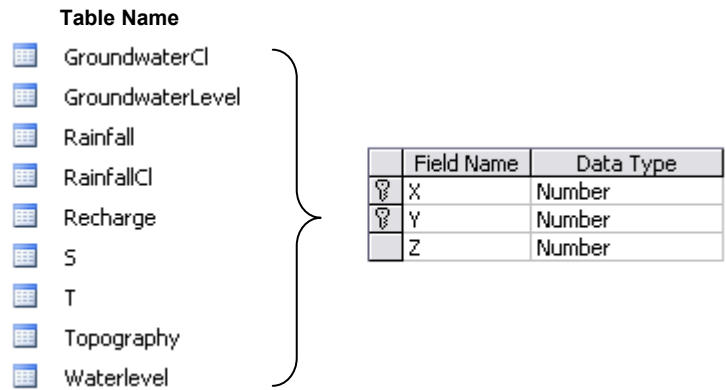 Table Name
GroundwaterCl
GroundwaterLevel
Rainfall
RainfallCl
Recharge
S
T
Topography
Waterlevel
Field Name Data Type
X Number
Y Number
Z Number